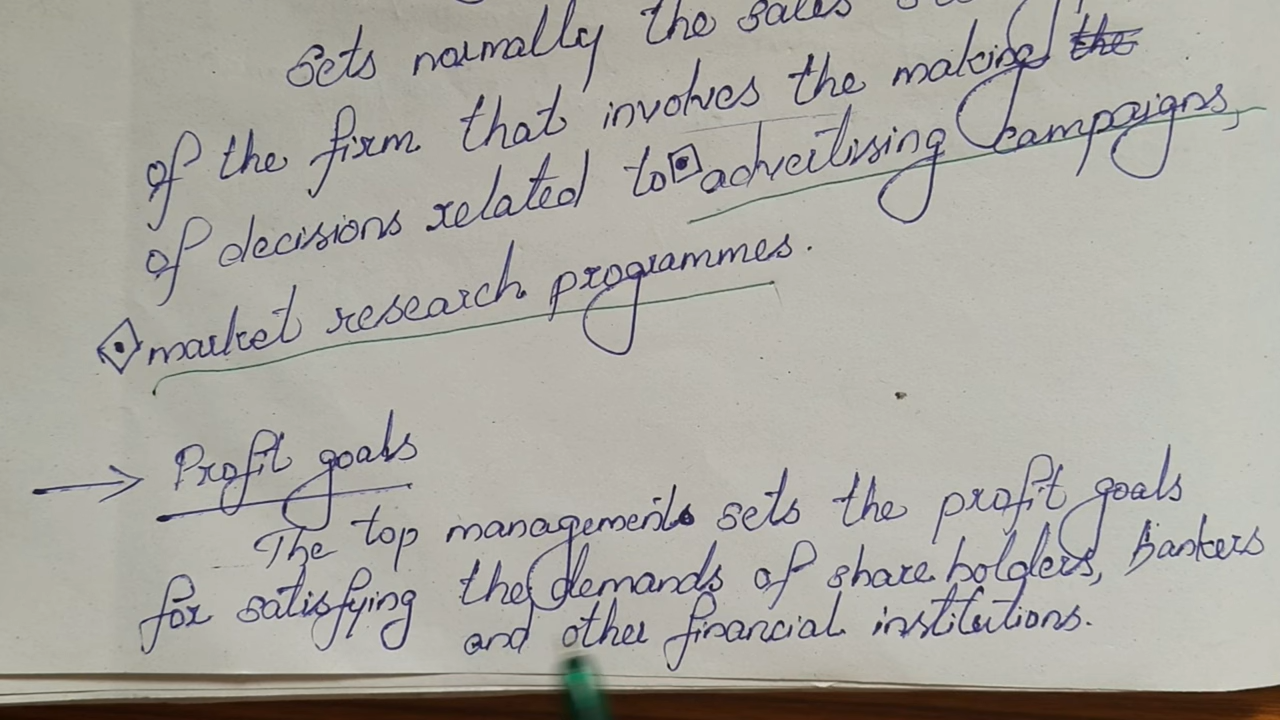 sets normally the sales
of the firm that involves the making the
of decisions related to advertising campaigns,
market research programmes.
→ Profit goals
The top managements sets the profit goals
for satisfying the demands of shareholders, bankers
and other financial institutions.